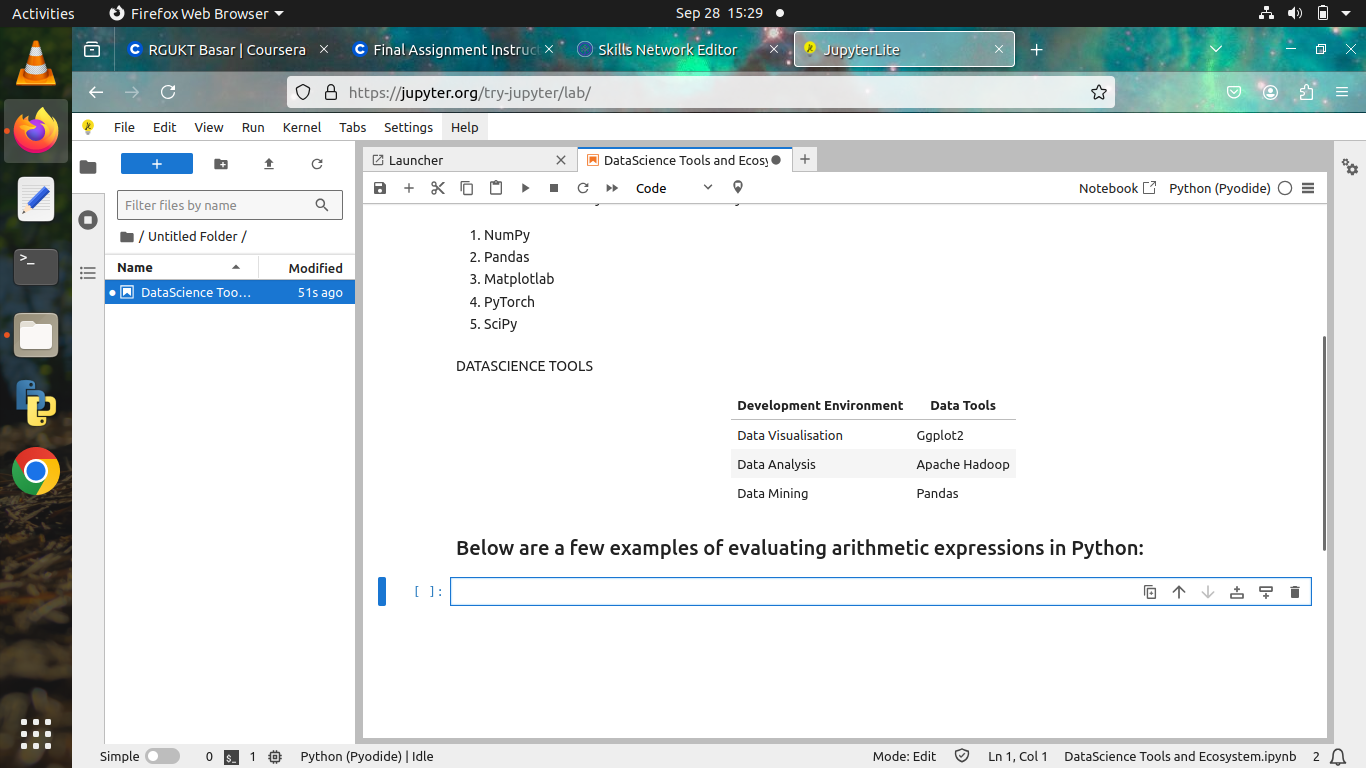 Activities Firefox Web Browser Sep 28 15:29
RGUKT Basar | Coursera Final Assignment Instruc Skills Network Editor JupyterLite
https://jupyter.org/try-jupyter/lab/
File Edit View Run Kernel Tabs Settings Help
Launcher DataScience Tools and Ecosy
Code Notebook Python (Pyodide)
Filter files by name
/ Untitled Folder /
Name Modified
DataScience Too... 51s ago
1. NumPy
2. Pandas
3. Matplotlab
4. PyTorch
5. SciPy
DATASCIENCE TOOLS
Development Environment Data Tools
Data Visualisation Ggplot2
Data Analysis Apache Hadoop
Data Mining Pandas
Below are a few examples of evaluating arithmetic expressions in Python:
[ ]:
Simple 0 1 Python (Pyodide) | Idle Mode: Edit Ln 1, Col 1 DataScience Tools and Ecosystem.ipynb 2